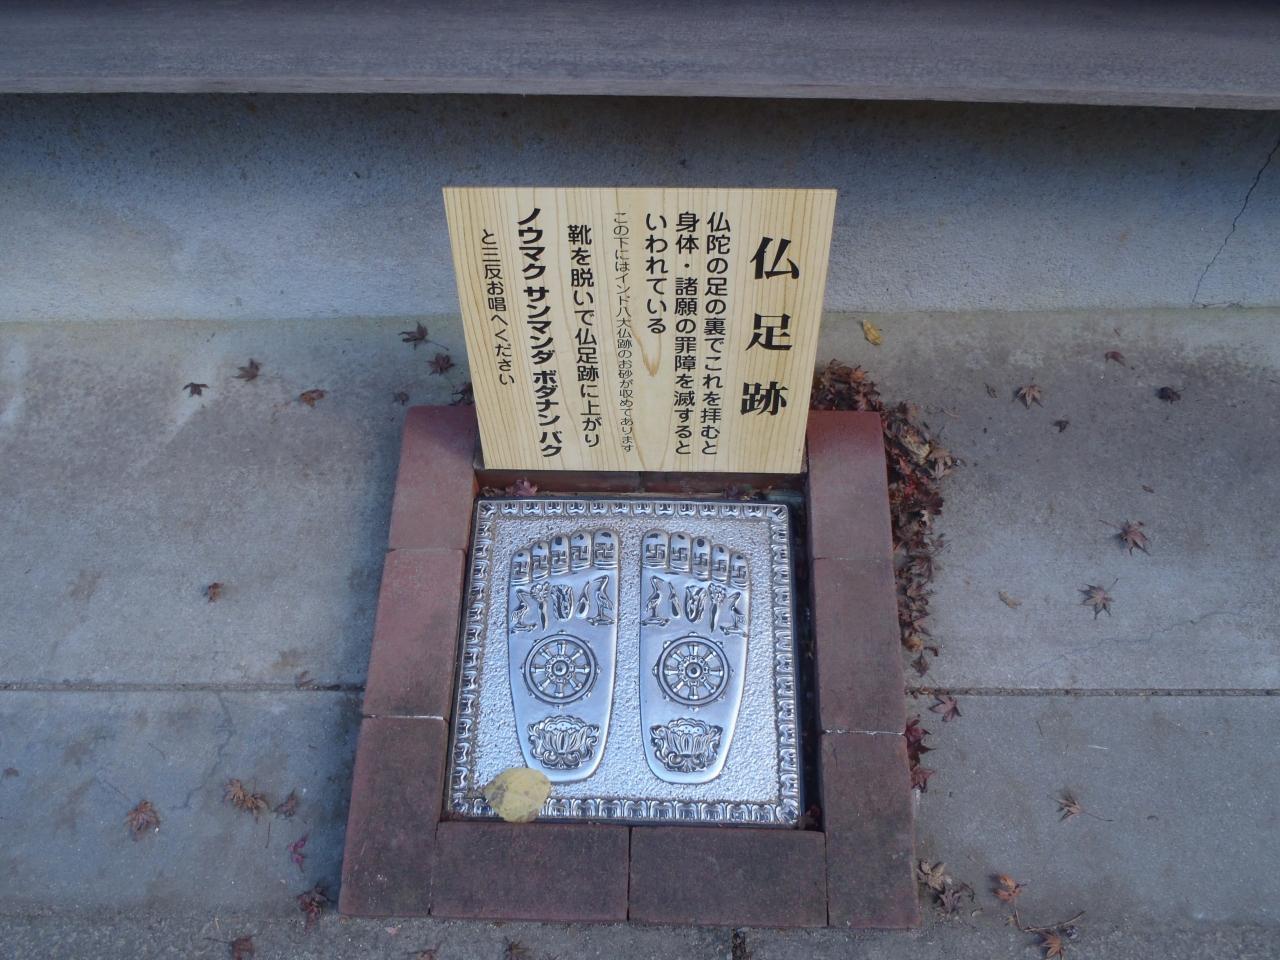 仏足跡
仏陀の足の裏でこれを拝むと
身体・諸願の罪障を滅すると
いわれている
この下にはインド八大仏跡のお砂が収めてあります
靴を脱いで仏足跡に上がり
ノウマク サンマンダ ボダナン バク
と三反お唱へください